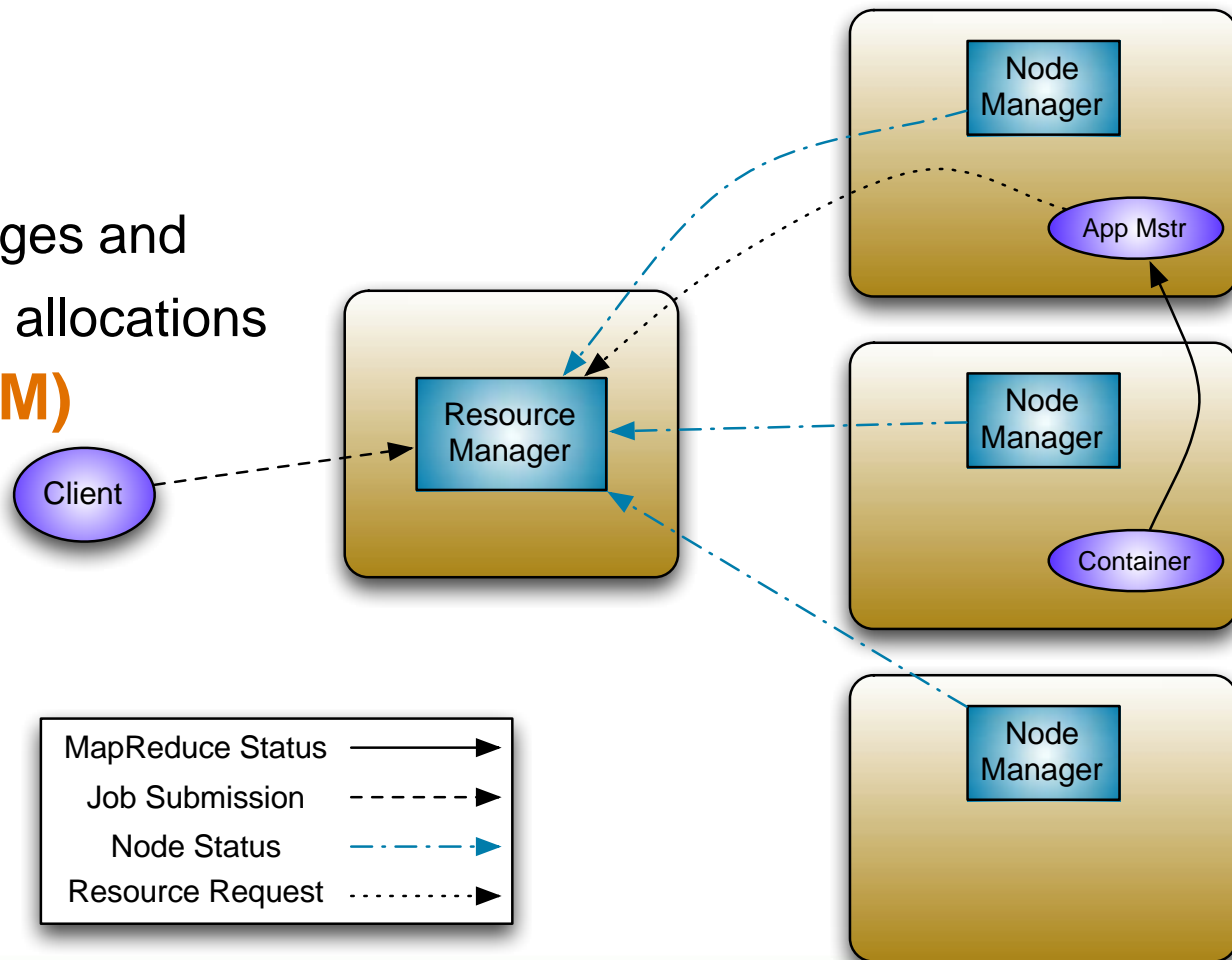 ges and
allocations
M)
Client
Resource
Manager
Node
Manager
App Mstr
Node
Manager
Container
Node
Manager
MapReduce Status
Job Submission
Node Status
Resource Request